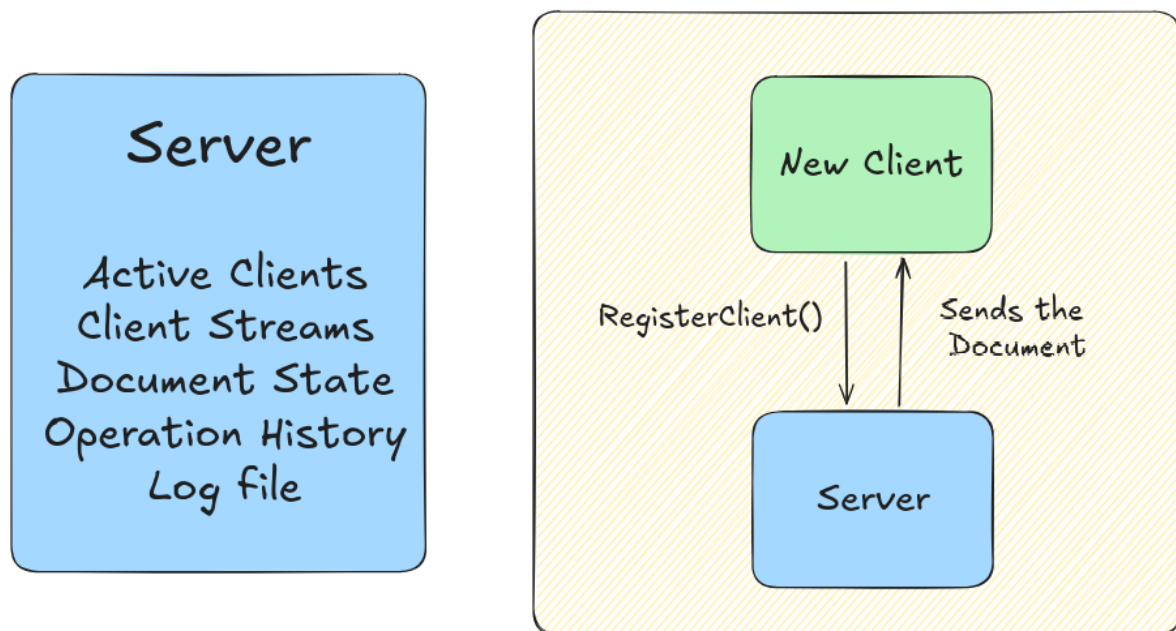 Server
Active Clients
Client Streams
Document State
Operation History
Log file
New Client
RegisterClient()
Sends the
Document
Server